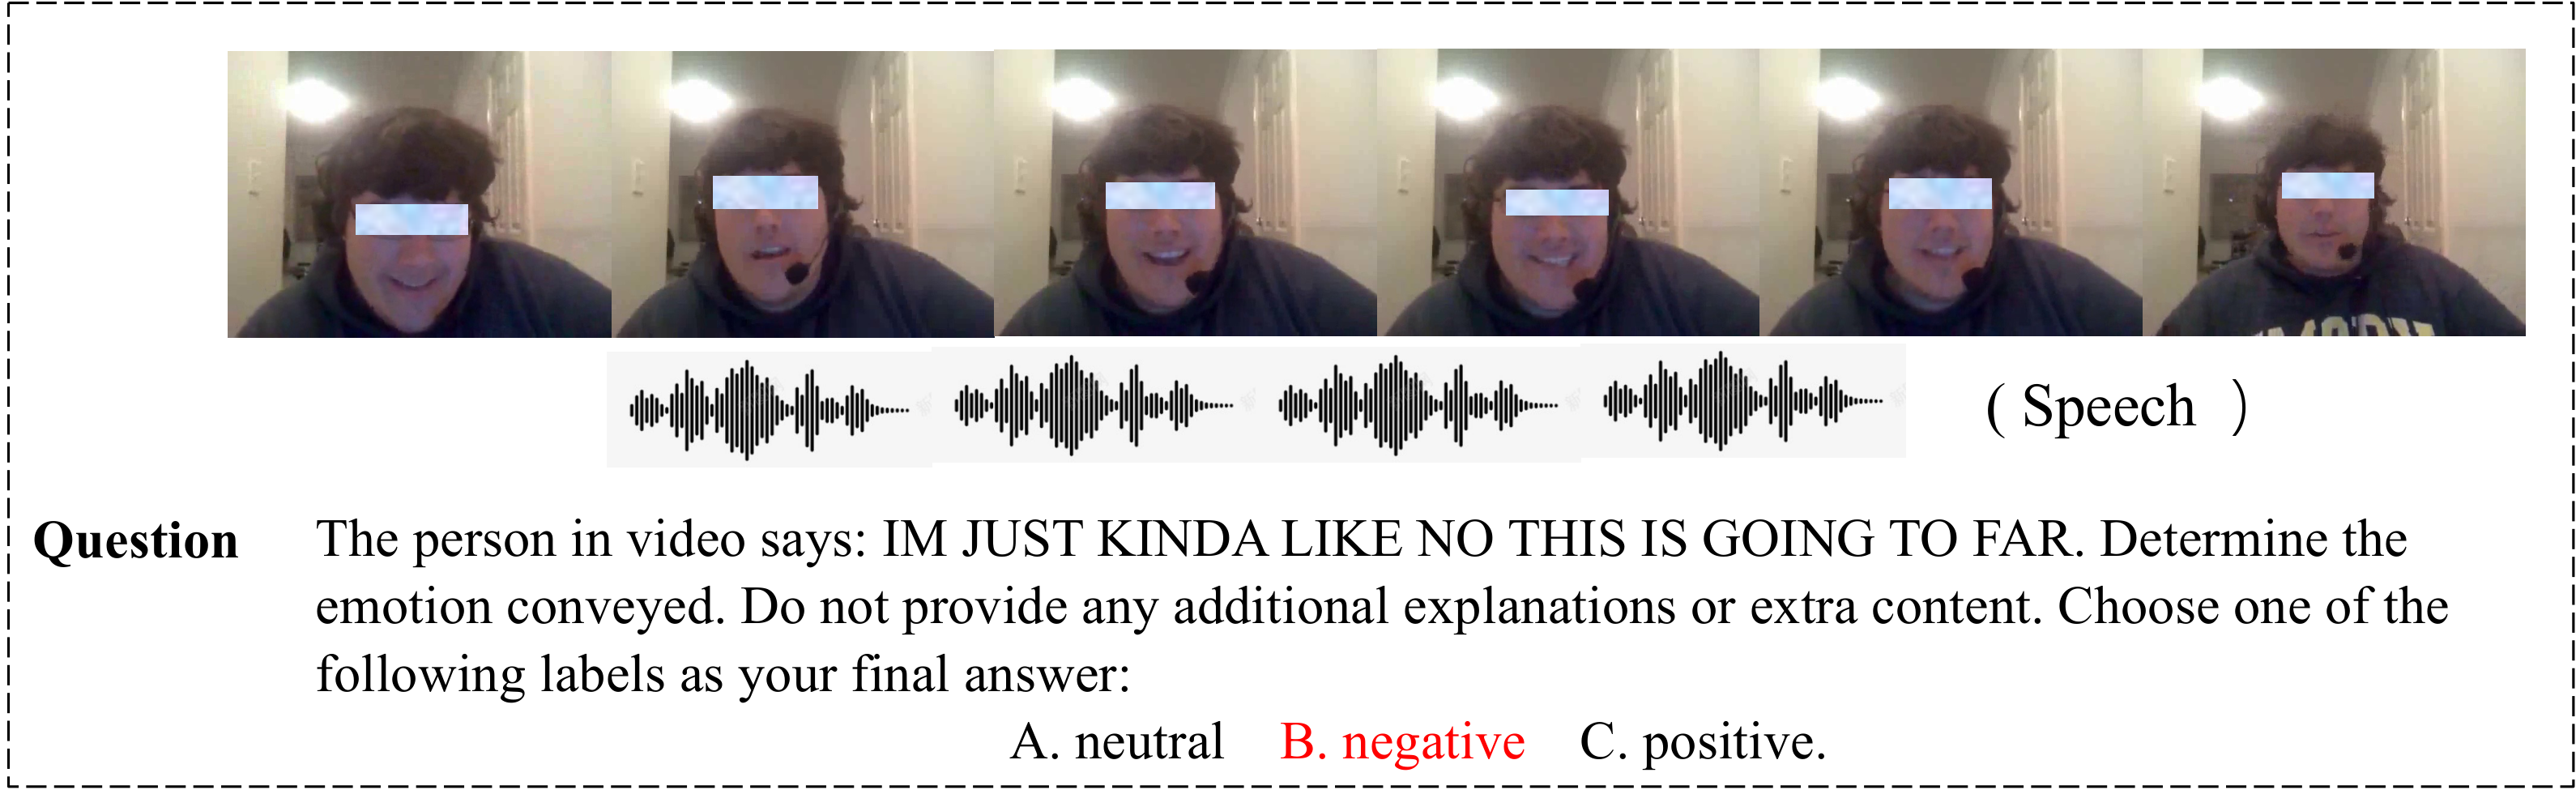 ( Speech )
Question The person in video says: IM JUST KINDA LIKE NO THIS IS GOING TO FAR. Determine the
emotion conveyed. Do not provide any additional explanations or extra content. Choose one of the
following labels as your final answer:
A. neutral B. negative C. positive.